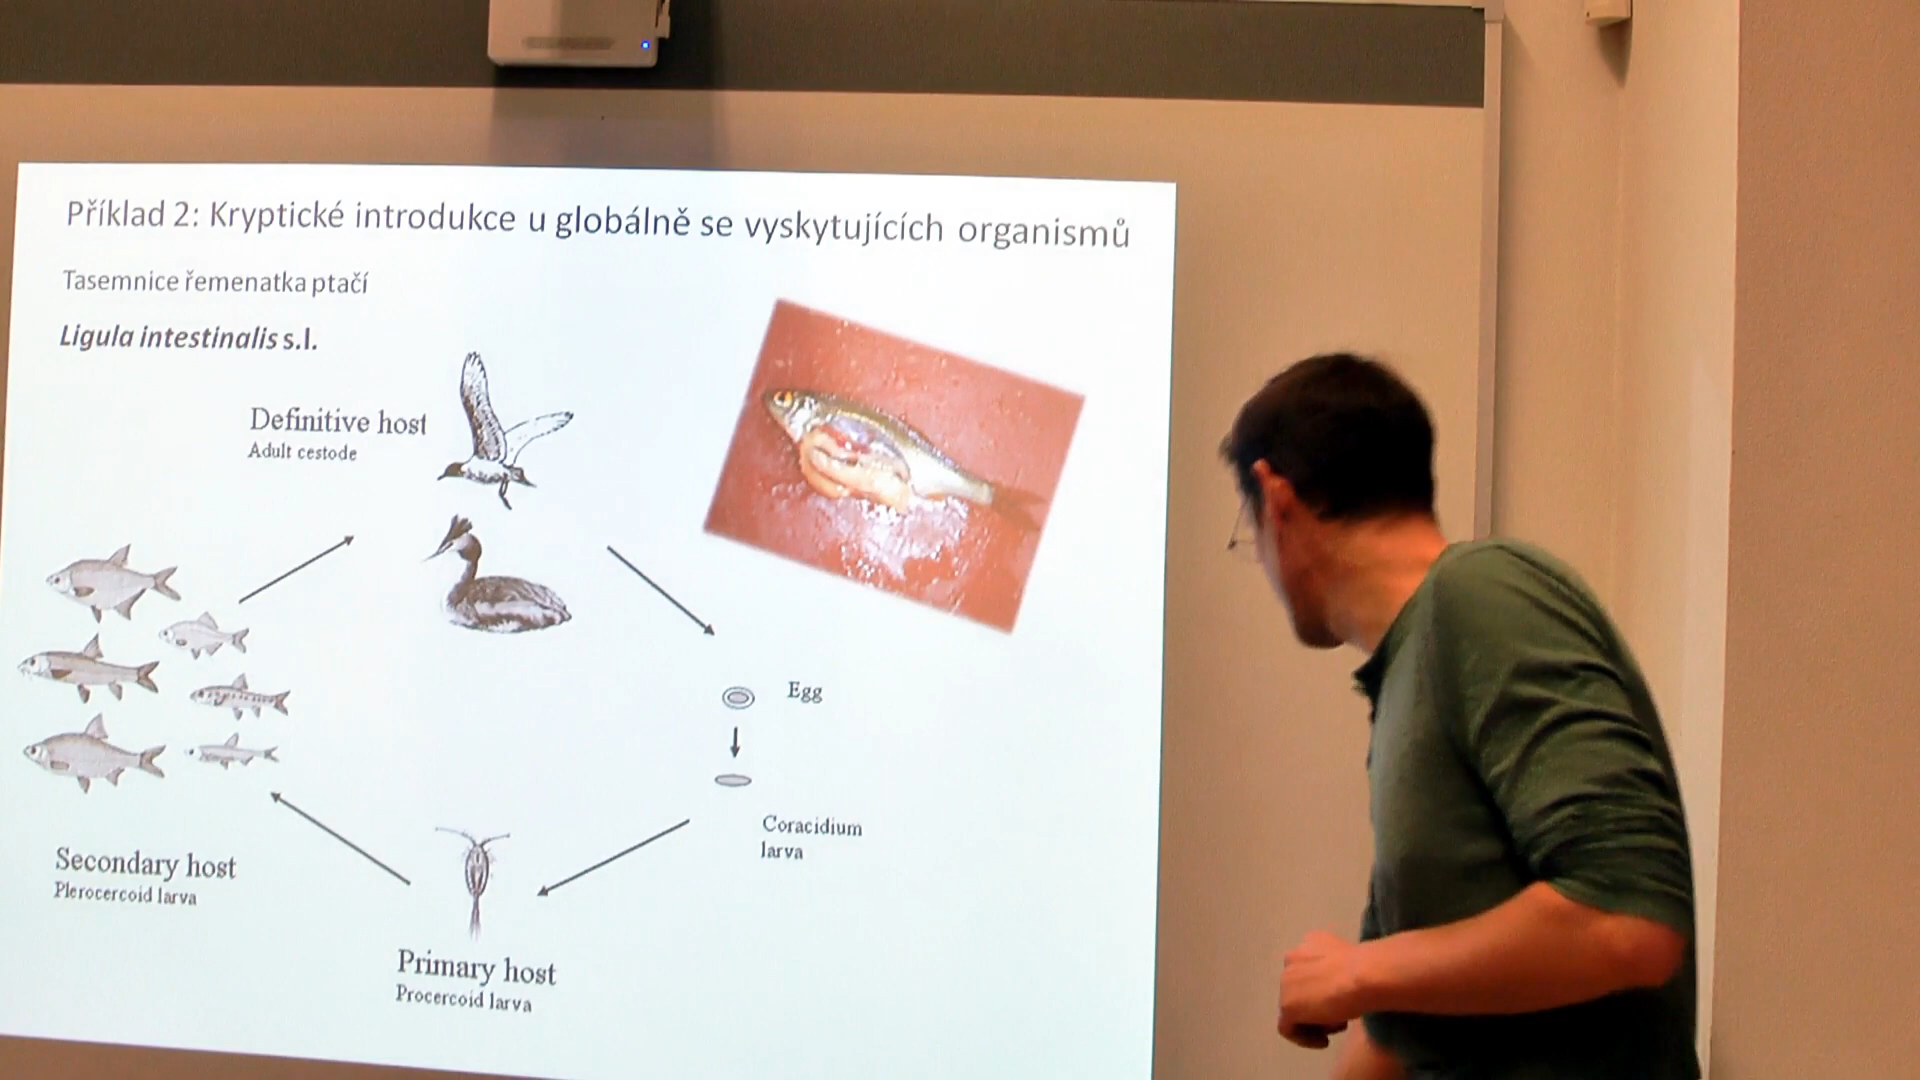 Příklad 2: Kryptické introdukce u globálně se vyskytujících organismů
Tasemnice řemenatka ptačí
Ligula intestinalis s.l.
Definitive host
Adult cestode
Egg
Coracidium
larva
Secondary host
Plerocercoid larva
Primary host
Procercoid larva